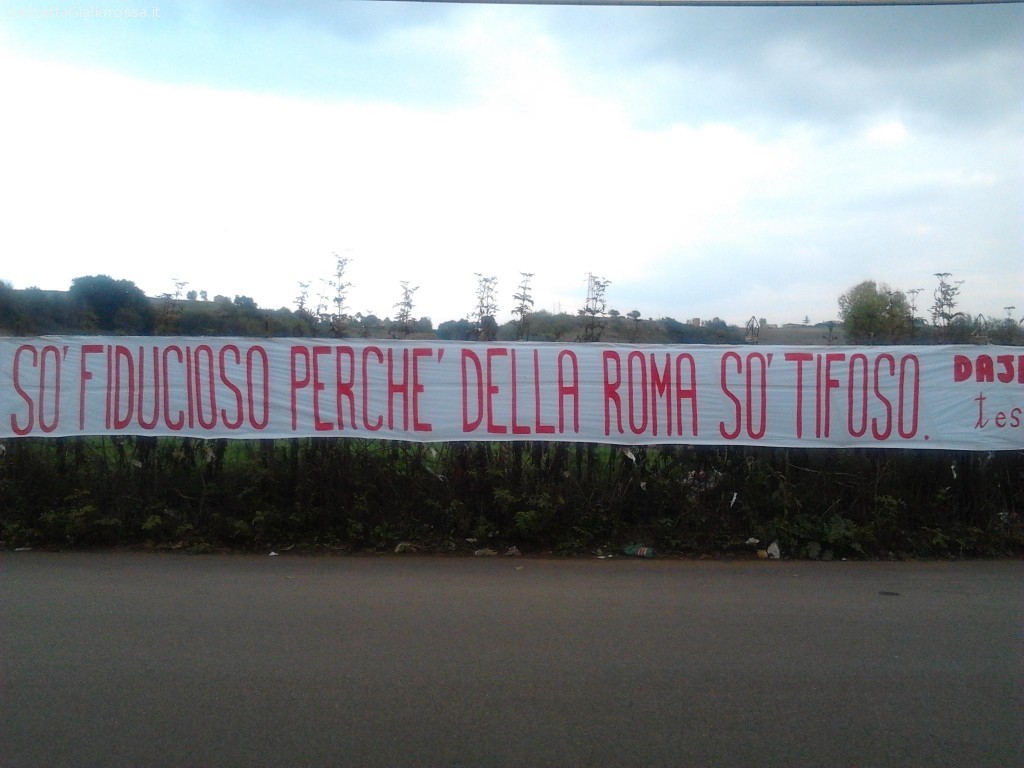 SO' FIDUCIOSO PERCHE' DELLA ROMA SO' TIFOSO.